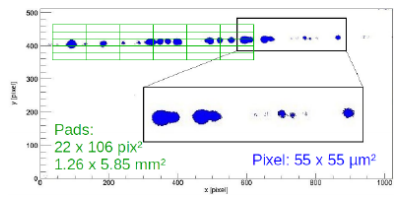 500
400
300
200
100
0
y [pixel]
Pads:
22 x 106 pix²
1.26 x 5.85 mm²
Pixel: 55 x 55 µm²
0 200 400 600 800 1000
x [pixel]